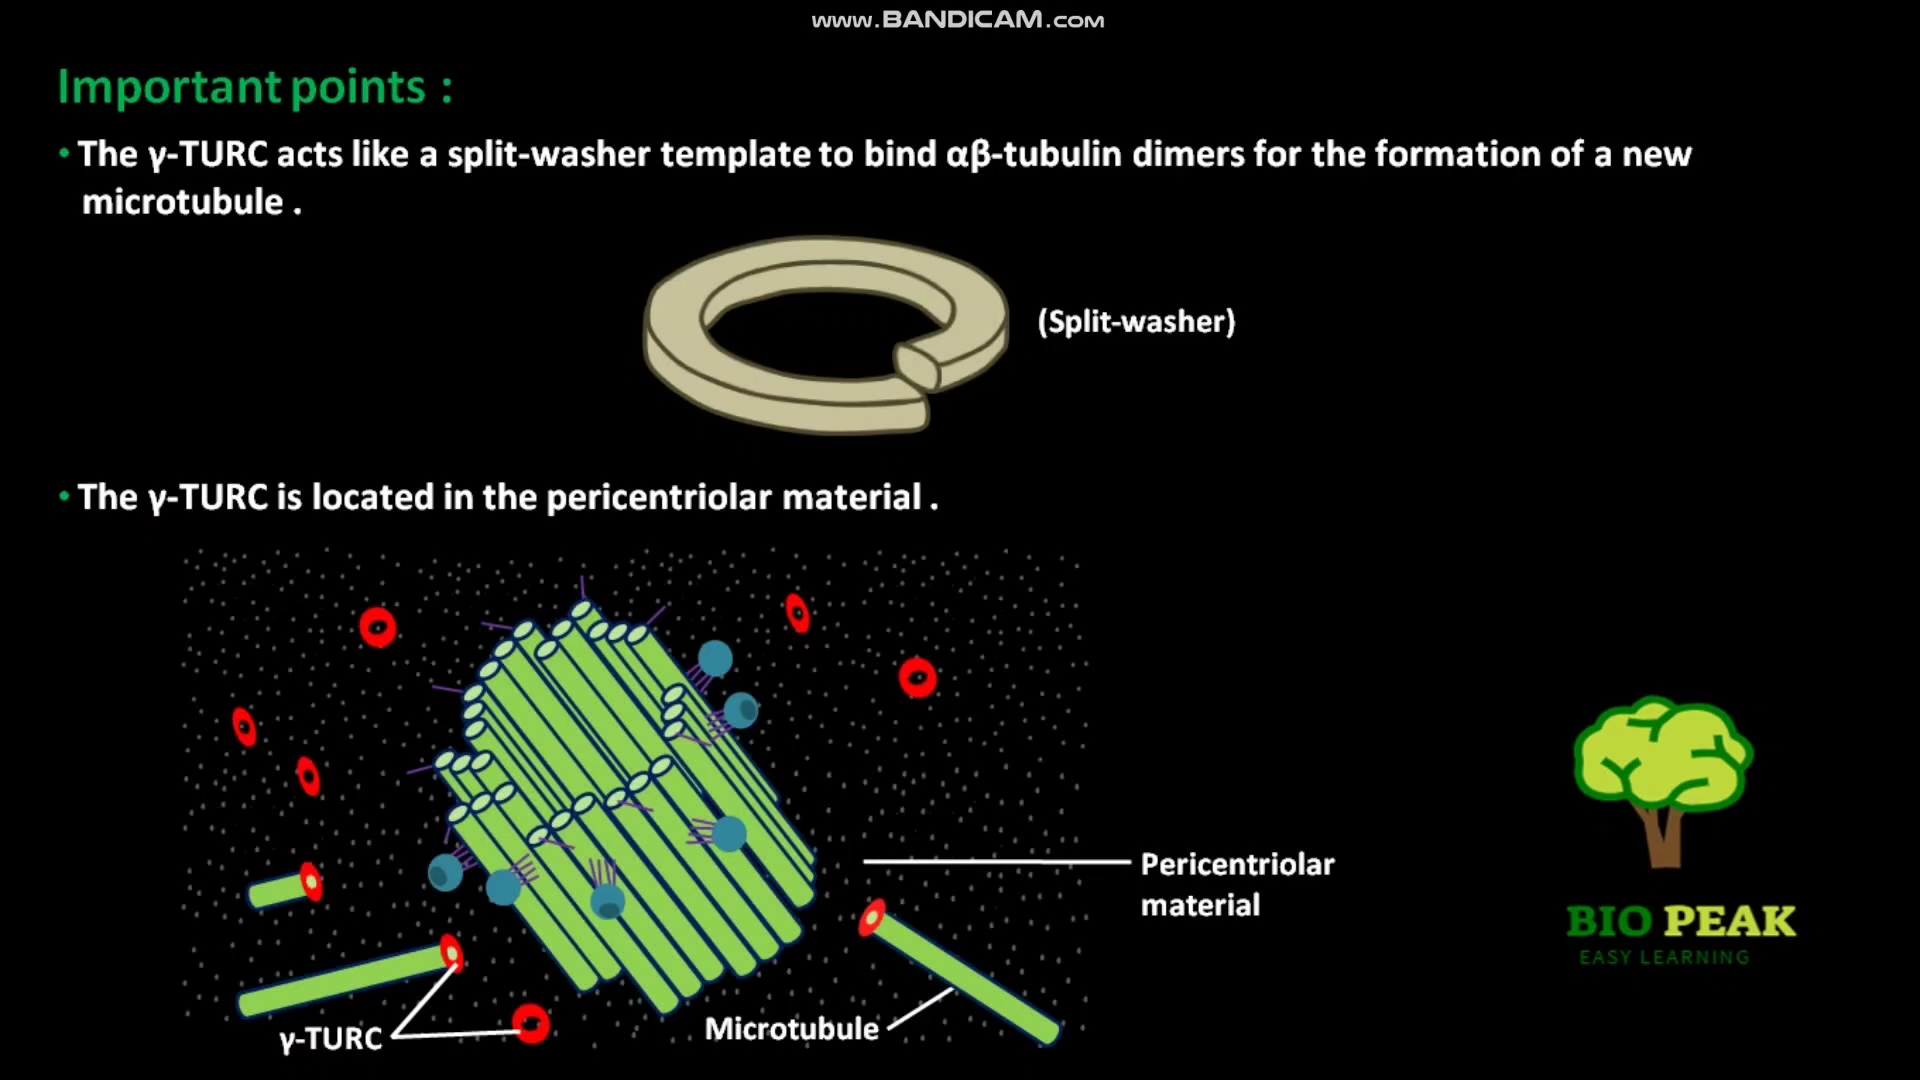 www.BANDICAM.com
Important points :
• The γ-TURC acts like a split-washer template to bind αβ-tubulin dimers for the formation of a new
microtubule .
(Split-washer)
• The γ-TURC is located in the pericentriolar material .
Pericentriolar
material
BIO PEAK
EASY LEARNING
Microtubule
γ-TURC